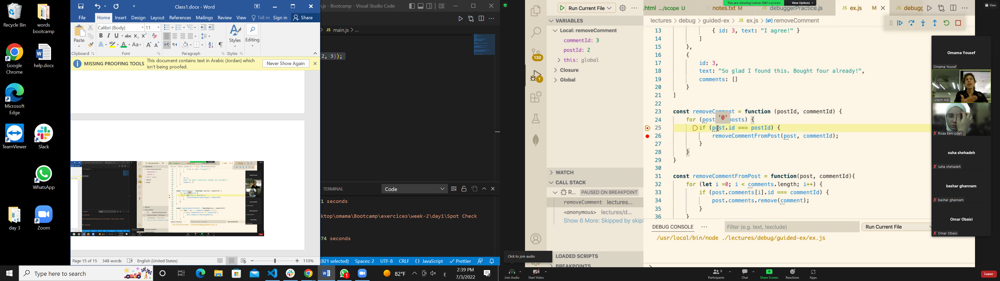 Recycle Bin
words
bootcamp
Google
Chrome
help.docx
Microsoft
Edge
TeamViewer
Slack
WhatsApp
day 3
Zoom
Class1.docx - Word
File
Home
Insert
Design
Layout
References
Mailings
Review
View
Tell m
Sign in
Share
Paste
Calibri (Body)
11
Styles
Editing
Clipboard
Font
Paragraph
Styles
MISSING PROOFING TOOLS
This document contains text in Arabic (Jordan) which
isn't being proofed.
Never Show Again
Page 15 of 15
348 words
English (United States)
110%
.js - Bootcamp - Visual Studio Code
JS main.js > ...
2, 3));
TERMINAL
Code
1 seconds
ktop\omama\Bootcamp\exercices\week-2\day1\Spot Check
74 seconds
(821 selected)
Spaces: 2
UTF-8
CRLF
{} JavaScript
Prettier
Type here to search
82°F
2:39 PM
7/3/2022
You are viewing Lotem Hiki's screen
View Options
View
Run Current File
.html .../scope U
notes.txt M
debuggerPractice.js
JS ex.js M
JS debugg
lectures > debug > guided-ex > JS ex.js > removeComment
VARIABLES
Local: removeComment
commentId: 3
postId: 2
this: global
Closure
Global
130
1
WATCH
CALL STACK
R... PAUSED ON BREAKPOINT
removeComment lectures...
<anonymous> lectures/d...
Show 6 More: Skipped by skipF
LOADED SCRIPTS
BREAKPOINTS
13 { id: 3, text: "I agree!" }
14 ]
15 },
16 {
17 id: 3,
18 text: "So glad I found this. Bought four already!",
19 comments: []
20 }
21 ]
22
23 const removeComment = function (postId, commentId) {
24 for (post '0' osts) {
25 if (post.id === postId) {
26 removeCommentFromPost(post, commentId);
27 }
28 }
29 }
30
31 const removeCommentFromPost = function(post, commentId){
32 for (let i =0; i < comments.length; i++) {
33 if (post.comments[i].id === commentId) {
34 post.comments.remove(comment);
35 }
36 }
DEBUG CONSOLE
Filter (e.g. text, !exclude)
Run Current File
/usr/local/bin/node ./lectures/debug/guided-ex/ex.js
Omama Yousef
Omama Yousef
Lotem Hiki
Roaa Bani odeh
suha shehadeh
suha shehadeh
bashar ghannam
bashar ghannam
Omar Obaisi
Omar Obaisi
Click to join audio
Join Audio
Start Video
Participants
8
Chat
Share Screen
Reactions
Apps
Leave